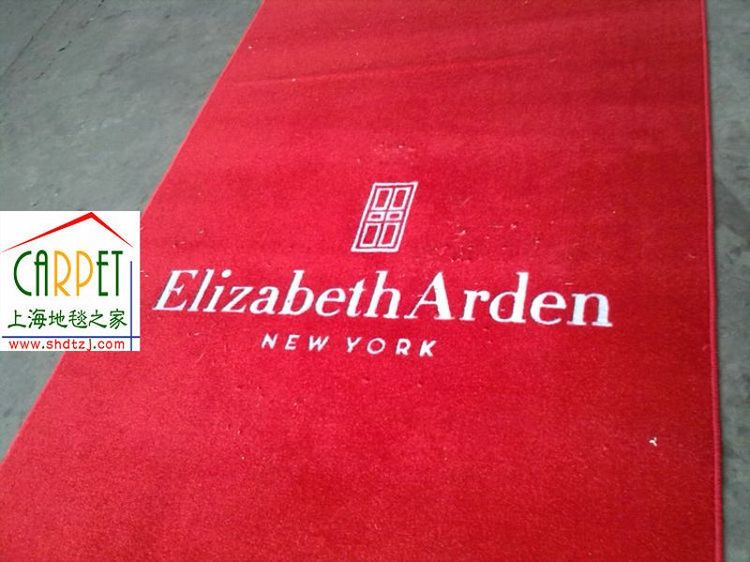 Elizabeth Arden
NEW YORK
CARPET
上海地毯之家
www.shdtzj.com